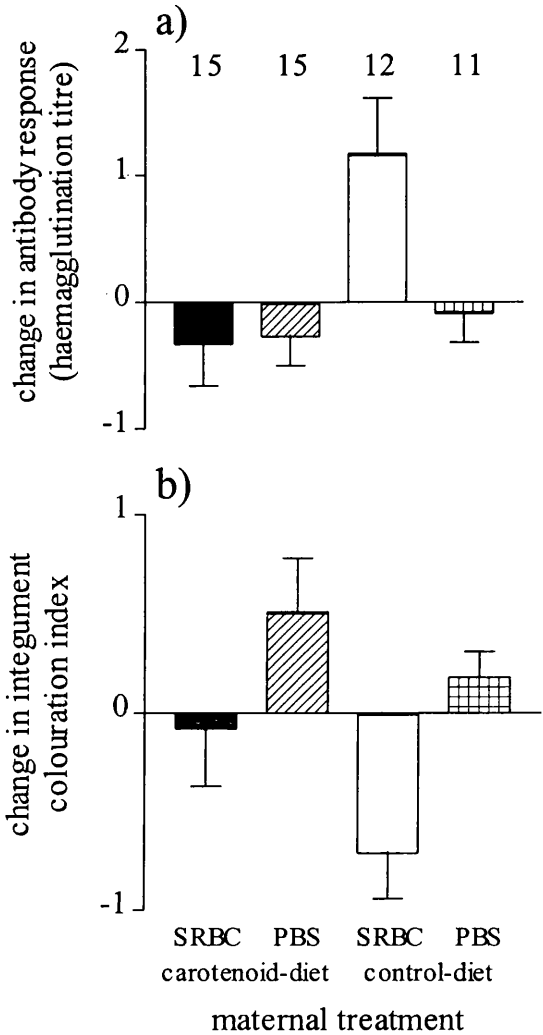 a)
2
15 15 12 11
1
0
-1
change in antibody response
(haemagglutination titre)
b)
1
0
-1
change in integument
colouration index
SRBC PBS SRBC PBS
carotenoid-diet control-diet
maternal treatment